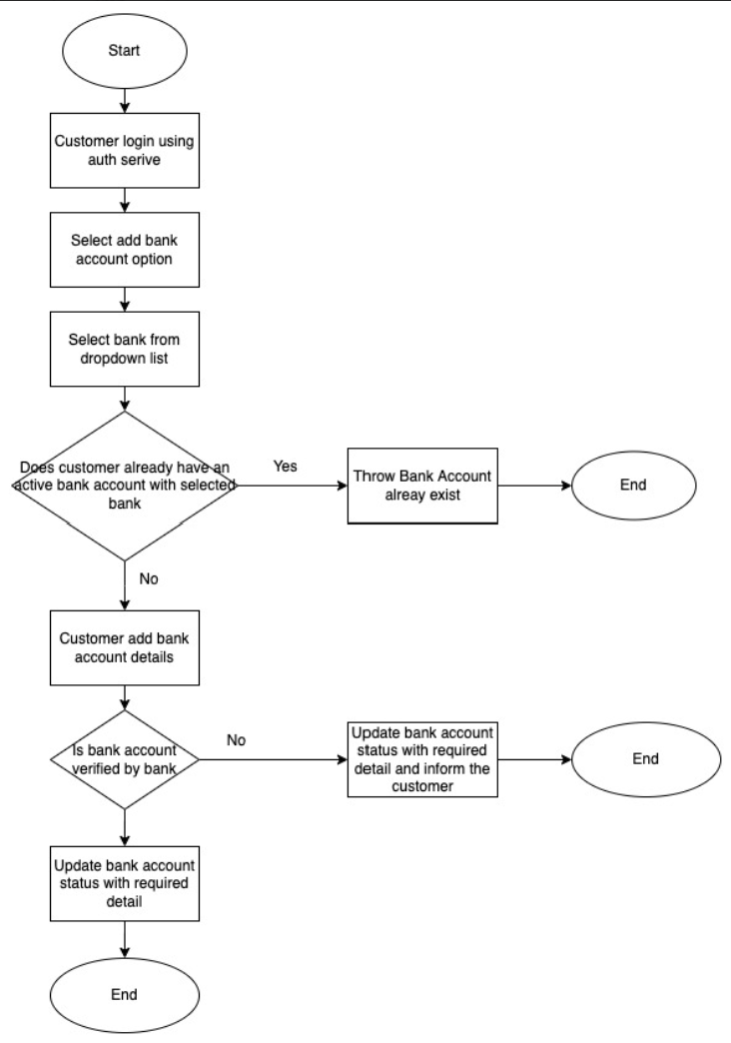 Start
Customer login using
auth serive
Select add bank
account option
Select bank from
dropdown list
Does customer already have an
active bank account with selected
bank
Yes
Throw Bank Account
alreay exist
End
No
Customer add bank
account details
Is bank account
verified by bank
No
Update bank account
status with required
detail and inform the
customer
End
Update bank account
status with required
detail
End